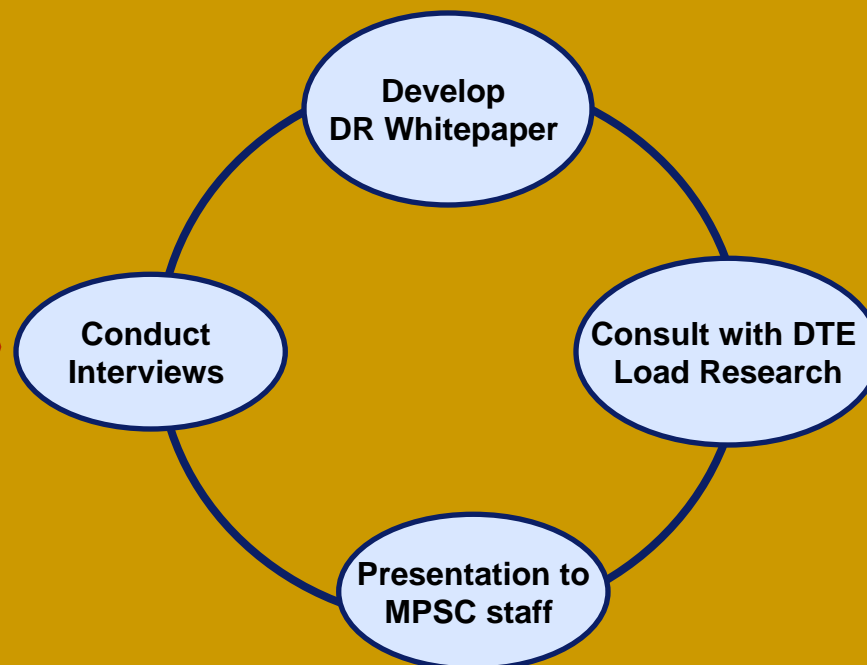 Develop
DR Whitepaper
Conduct
Interviews
Consult with DTE
Load Research
Presentation to
MPSC staff